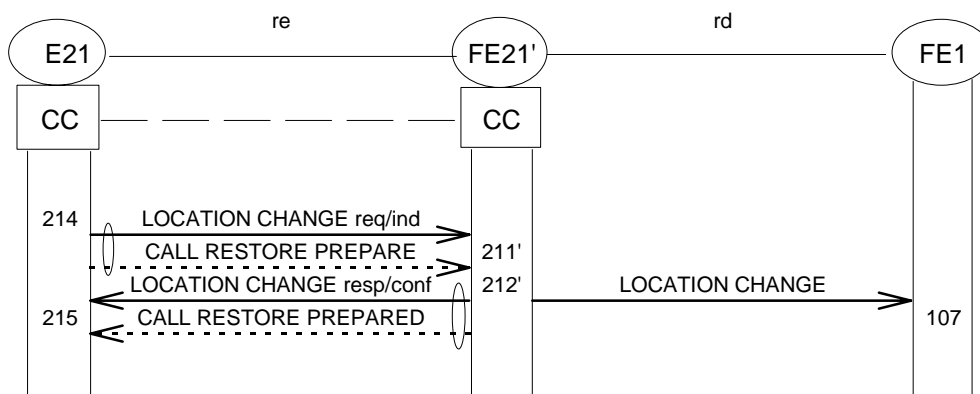 re
rd
E21
FE21'
FE1
CC
CC
214
LOCATION CHANGE req/ind
CALL RESTORE PREPARE
211'
LOCATION CHANGE resp/conf
212'
LOCATION CHANGE
215
CALL RESTORE PREPARED
107